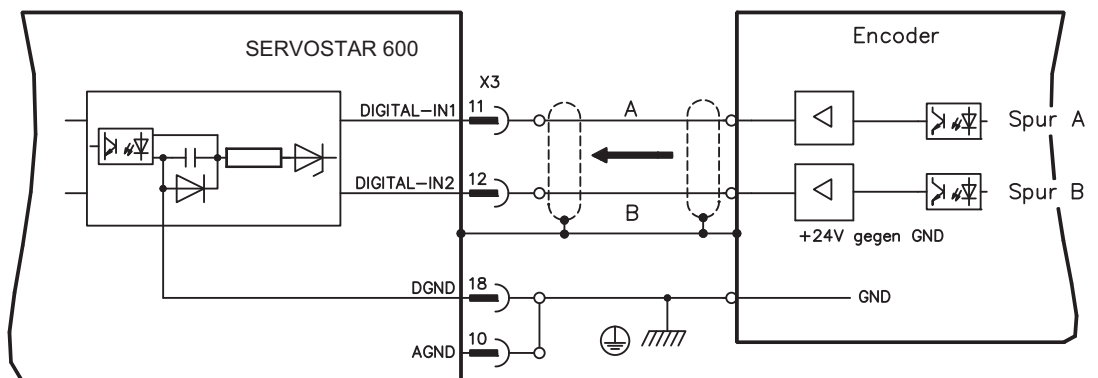 SERVOSTAR 600
Encoder
X3
DIGITAL-IN1 11
A
Spur A
DIGITAL-IN2 12
B
Spur B
+24V gegen GND
DGND 18
GND
AGND 10